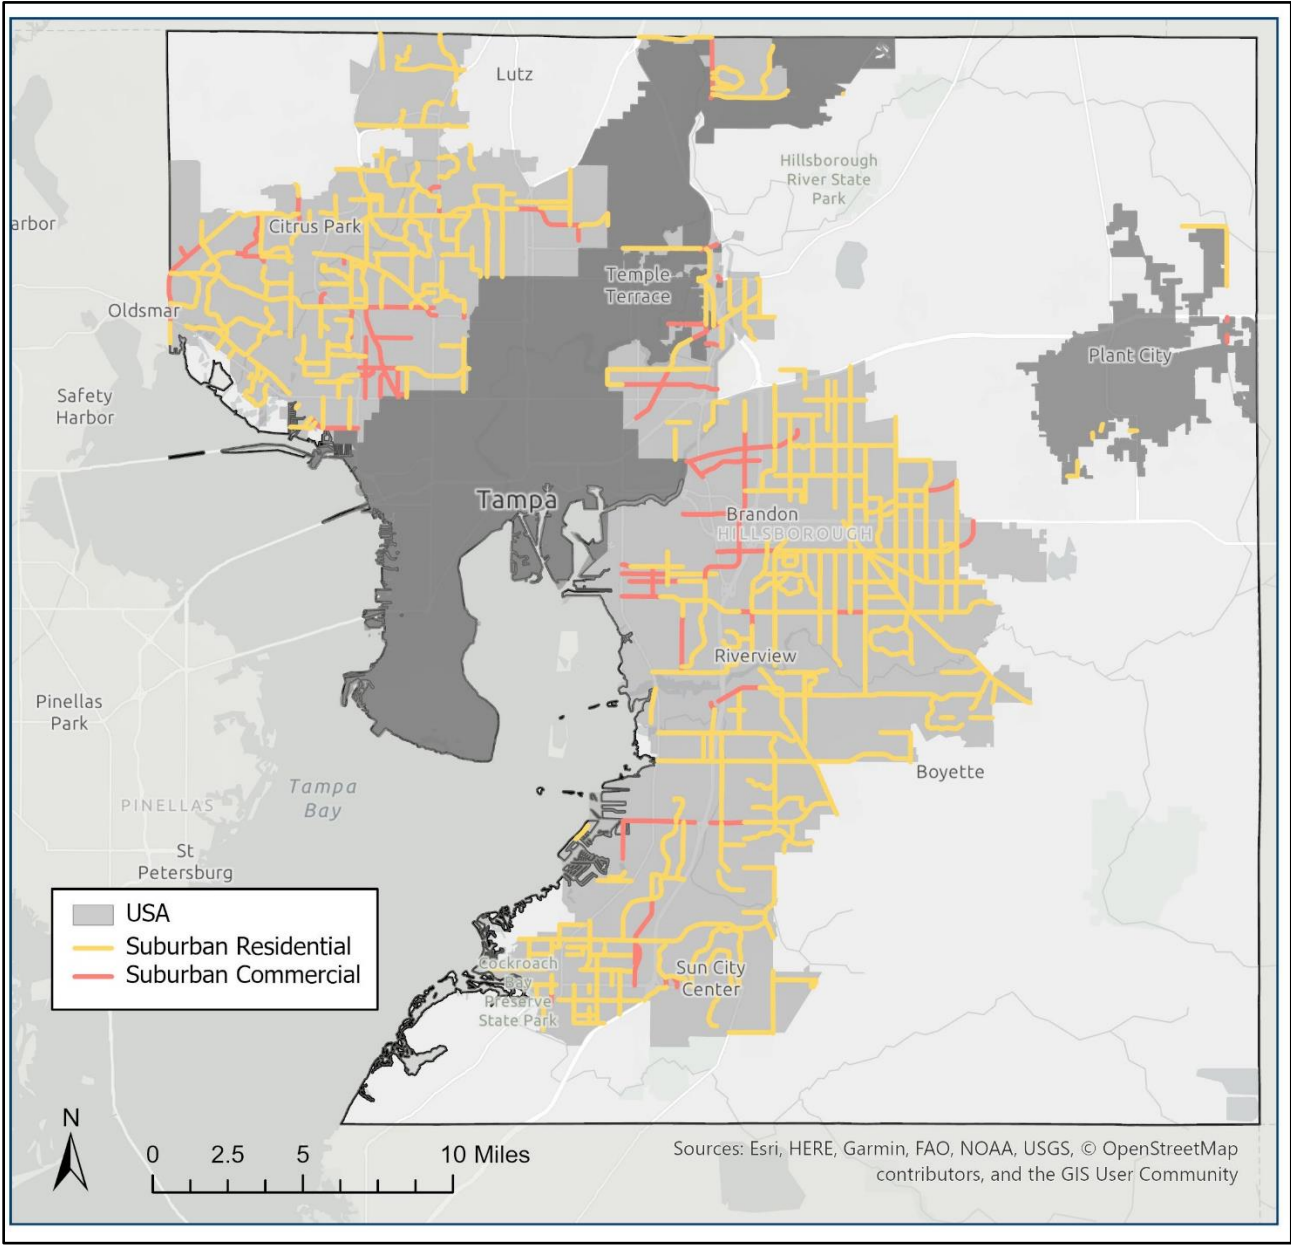 Lutz
Hillsborough
River State
Park
arbor
Citrus Park
Temple
Terrace
Oldsmar
Plant City
Safety
Harbor
Tampa
Brandon
HILLSBOROUGH
Riverview
Pinellas
Park
Boyette
Tampa
Bay
PINELLAS
St
Petersburg
USA
Suburban Residential
Suburban Commercial
Cockroach
Bay
Preserve
State Park
Sun City
Center
N
0 2.5 5 10 Miles
Sources: Esri, HERE, Garmin, FAO, NOAA, USGS, © OpenStreetMap
contributors, and the GIS User Community